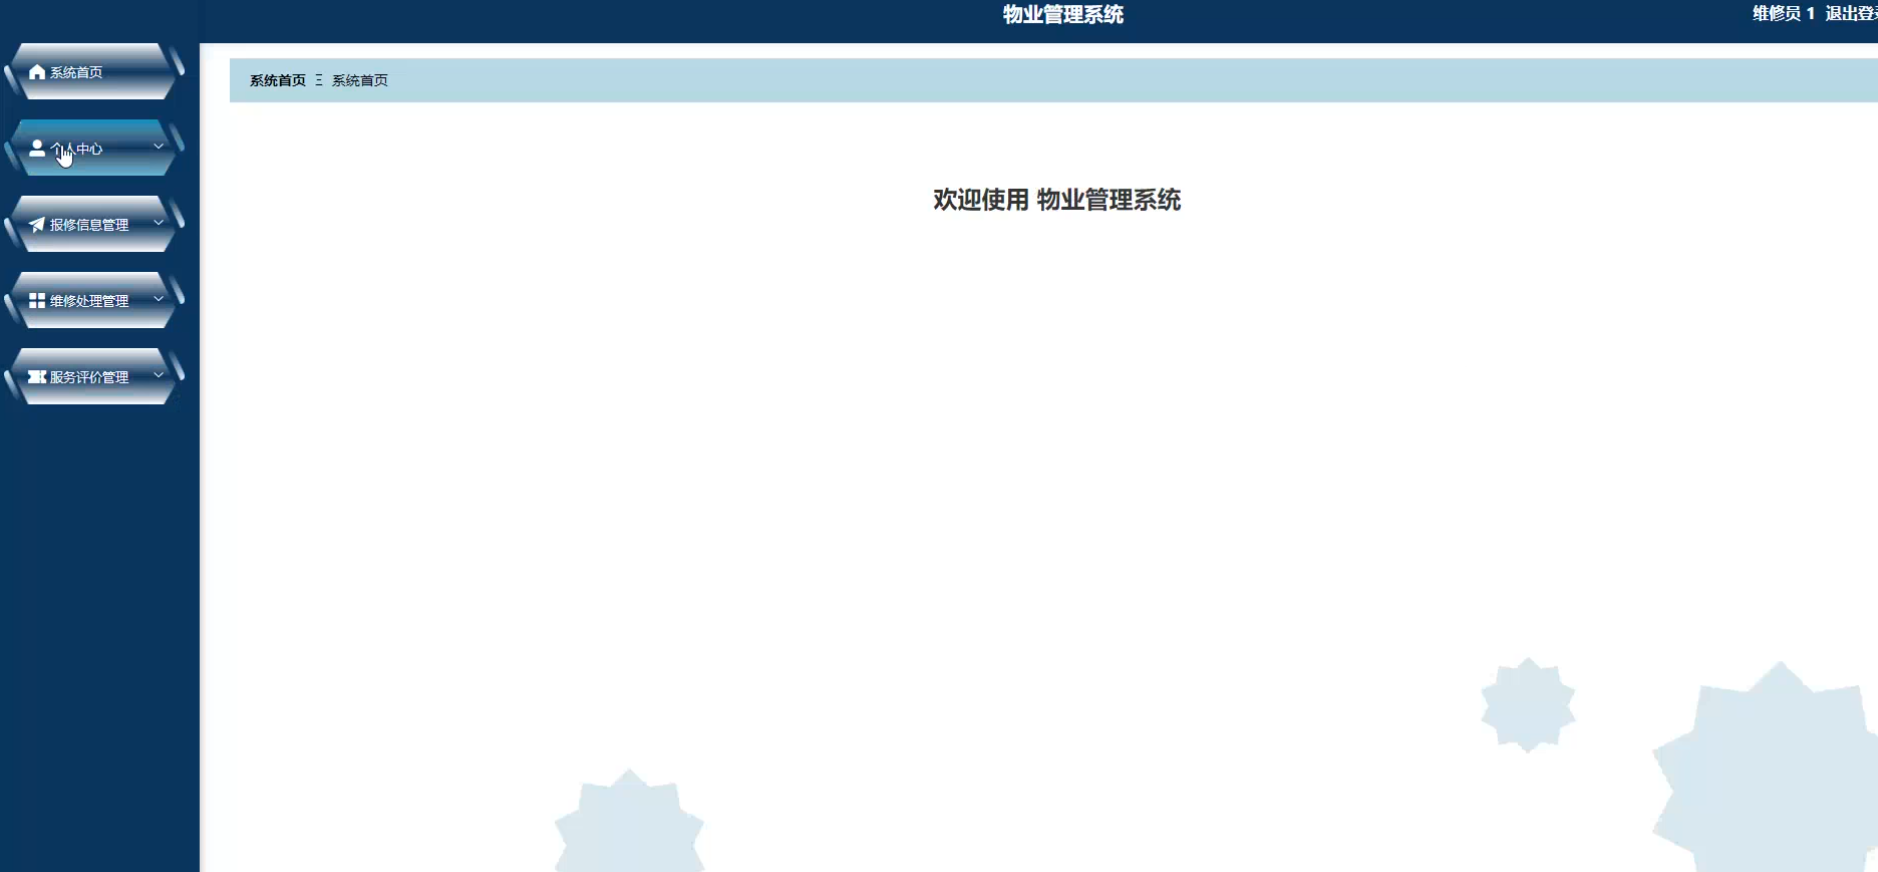 物业管理系统
维修员 1 退出登录
系统首页
个人中心
报修信息管理
维修处理管理
服务评价管理
系统首页 Ξ 系统首页
欢迎使用 物业管理系统